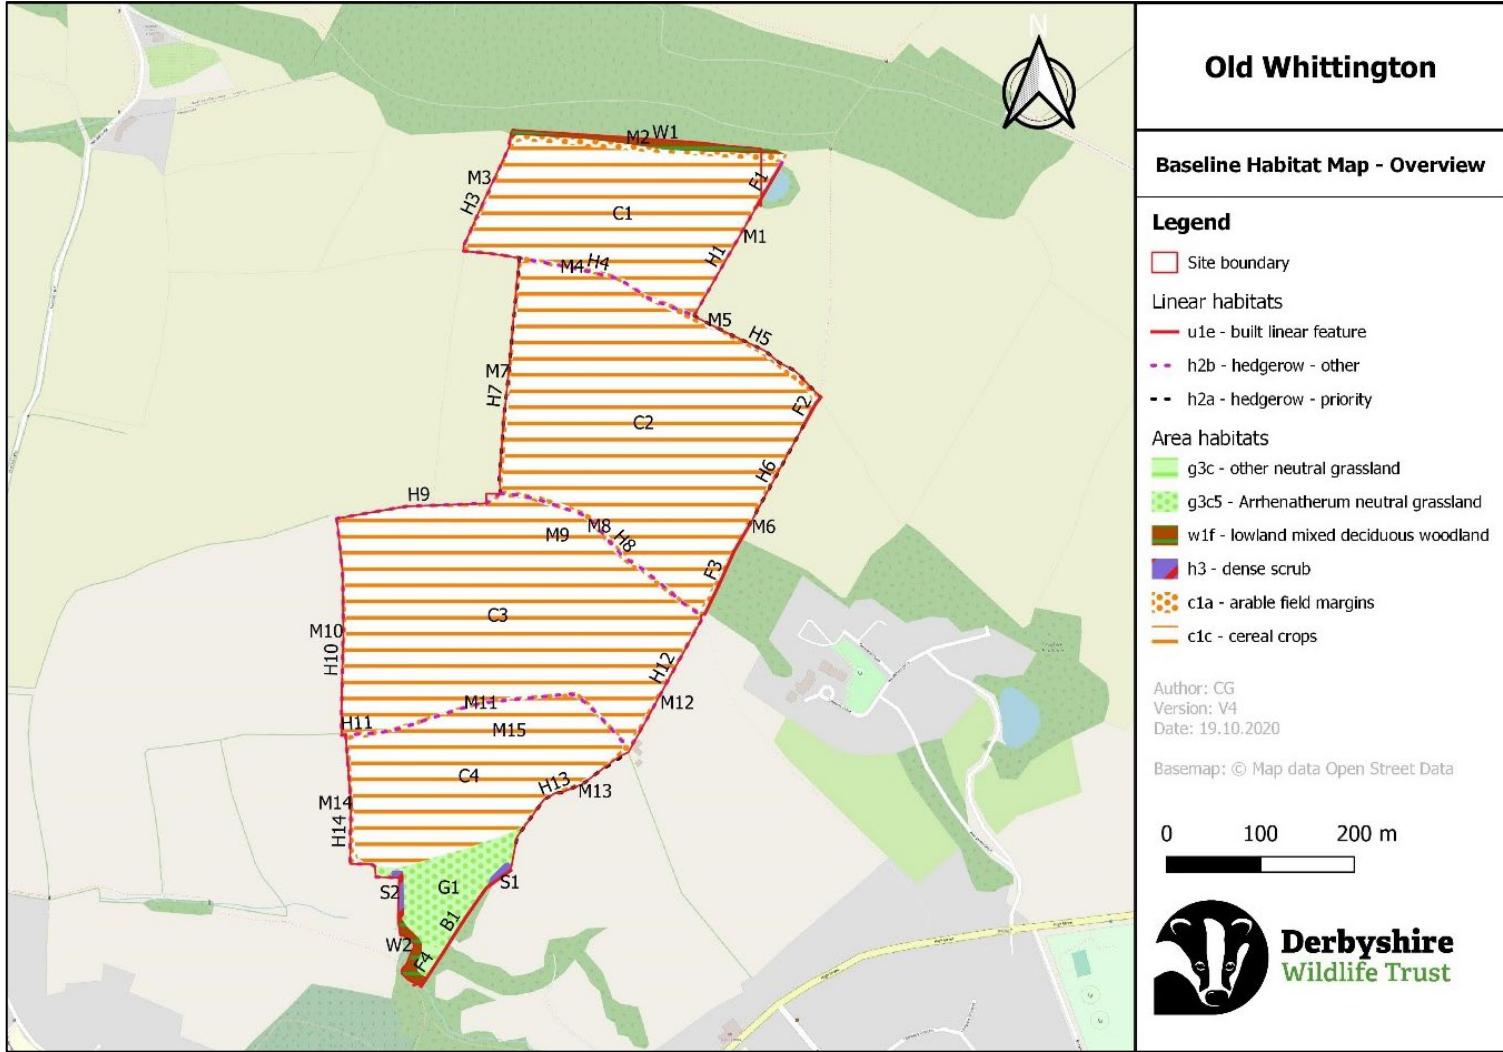 N
Old Whittington
Baseline Habitat Map - Overview
Legend
Site boundary
Linear habitats
u1e - built linear feature
h2b - hedgerow - other
h2a - hedgerow - priority
Area habitats
g3c - other neutral grassland
g3c5 - Arrhenatherum neutral grassland
w1f - lowland mixed deciduous woodland
h3 - dense scrub
c1a - arable field margins
c1c - cereal crops
Author: CG
Version: V4
Date: 19.10.2020
Basemap: © Map data Open Street Data
0 100 200 m
Derbyshire
Wildlife Trust
M2 W1
M3
F1
H3
C1
M1
H1
M4 H4
M5
H5
M7
H7
F2
C2
H6
H9
M8
M6
M9
H8
F3
C3
M10
H10
H12
M11
M12
H11
M15
C4
H13
M13
M14
H14
S2
G1
S1
B1
W2
F4